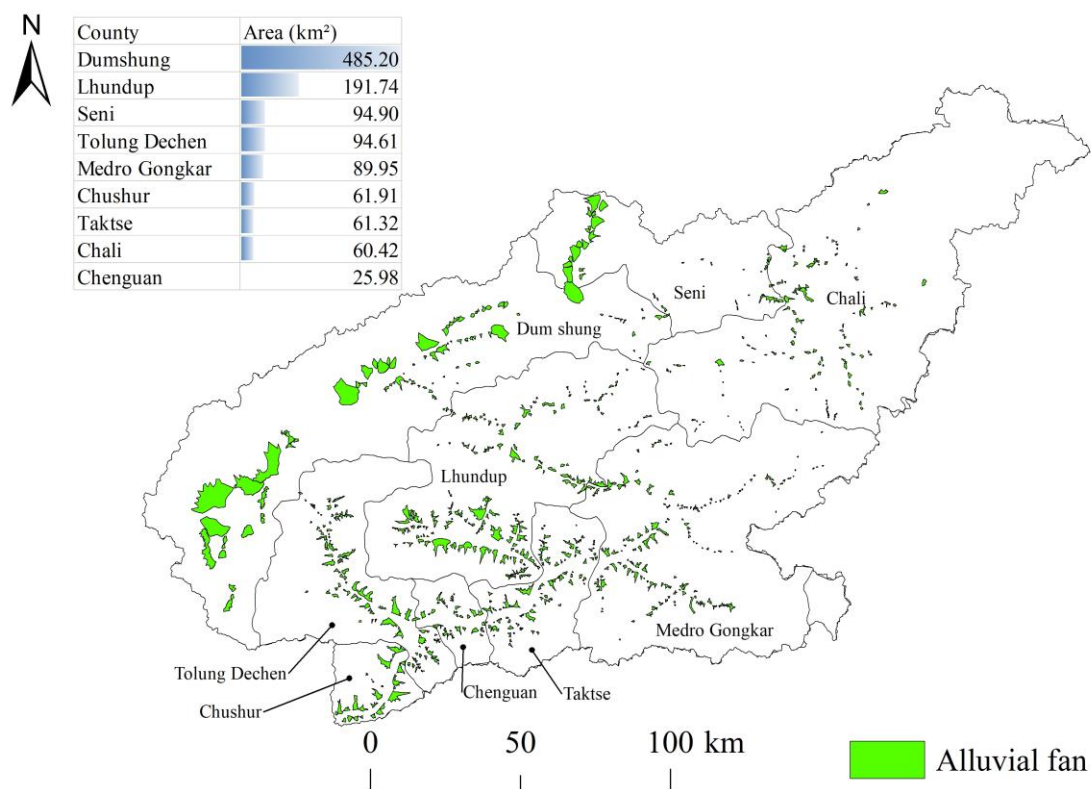 N
County Area (km²)
Dumshung 485.20
Lhundup 191.74
Seni 94.90
Tolung Dechen 94.61
Medro Gongkar 89.95
Chushur 61.91
Taktse 61.32
Chali 60.42
Chenguan 25.98
Seni
Chali
Dum shung
Lhundup
Medro Gongkar
Tolung Dechen
Chenguan
Taktse
Chushur
0 50 100 km
Alluvial fan